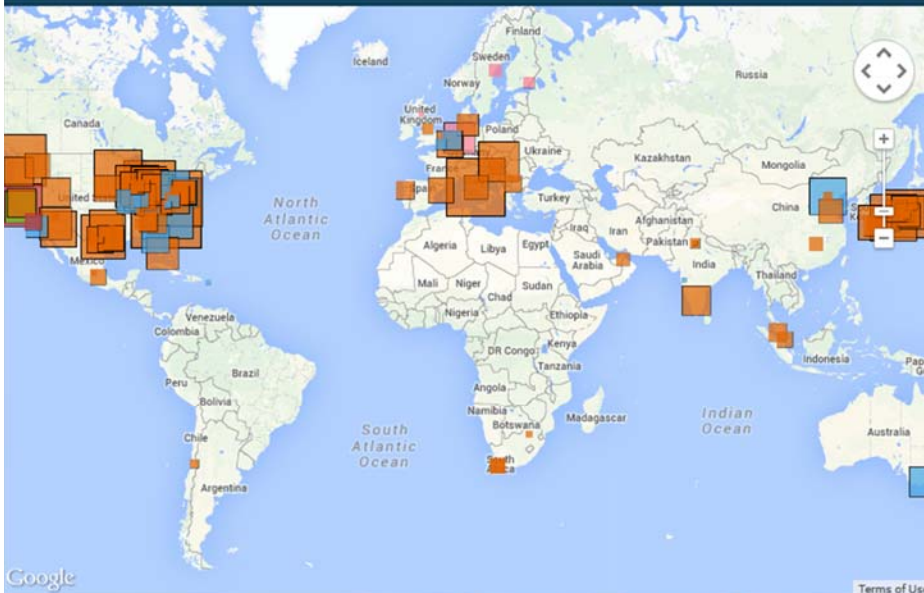 Finland
Iceland
Sweden
Norway
Russia
United
Kingdom
Canada
Poland
Ukraine
France
Kazakhstan
Mongolia
United
Spain
Turkey
China
North
Atlantic
Ocean
Afghanistan
Iraq
Iran
Pakistan
Algeria
Libya
Egypt
Saudi
Arabia
India
Mexico
Mali
Niger
Chad
Sudan
Thailand
Nigeria
Ethiopia
Venezuela
Colombia
DR Congo
Kenya
Indonesia
Tanzania
Brazil
Peru
Angola
Bolivia
Namibia
Botswana
Madagascar
Indian
Ocean
South
Atlantic
Ocean
Australia
Chile
South
Africa
Argentina
Google
Terms of Us